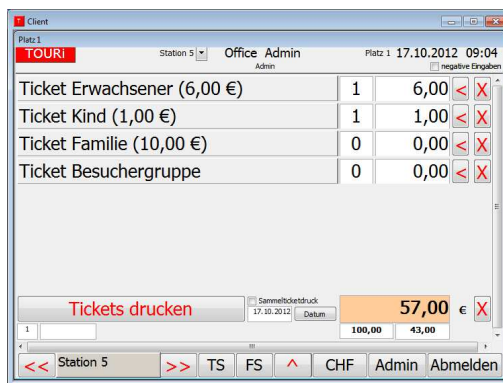 T Client
Platz 1
TOURi Station 5 Office Admin Platz 1 17.10.2012 09:04
Admin negative Eingaben
Ticket Erwachsener (6,00 €) 1 6,00 < X
Ticket Kind (1,00 €) 1 1,00 < X
Ticket Familie (10,00 €) 0 0,00 < X
Ticket Besuchergruppe 0 0,00 < X
Tickets drucken Sammelticketdruck 57,00 € X
17.10.2012 Datum
1 100,00 43,00
<< Station 5 >> TS FS ^ CHF Admin Abmelden